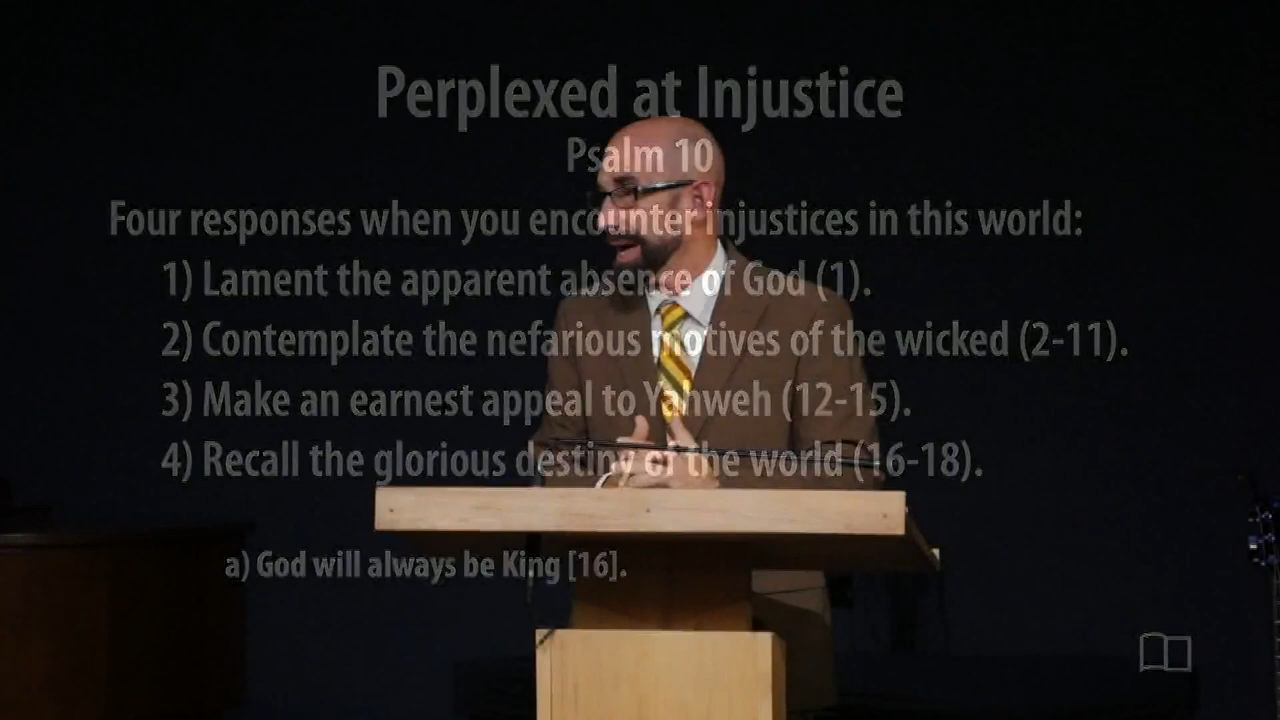 Perplexed at Injustice
Psalm 10
Four responses when you encounter injustices in this world:
1) Lament the apparent absence of God (1).
2) Contemplate the nefarious motives of the wicked (2-11).
3) Make an earnest appeal to Yahweh (12-15).
4) Recall the glorious destiny of the world (16-18).
a) God will always be King [16].